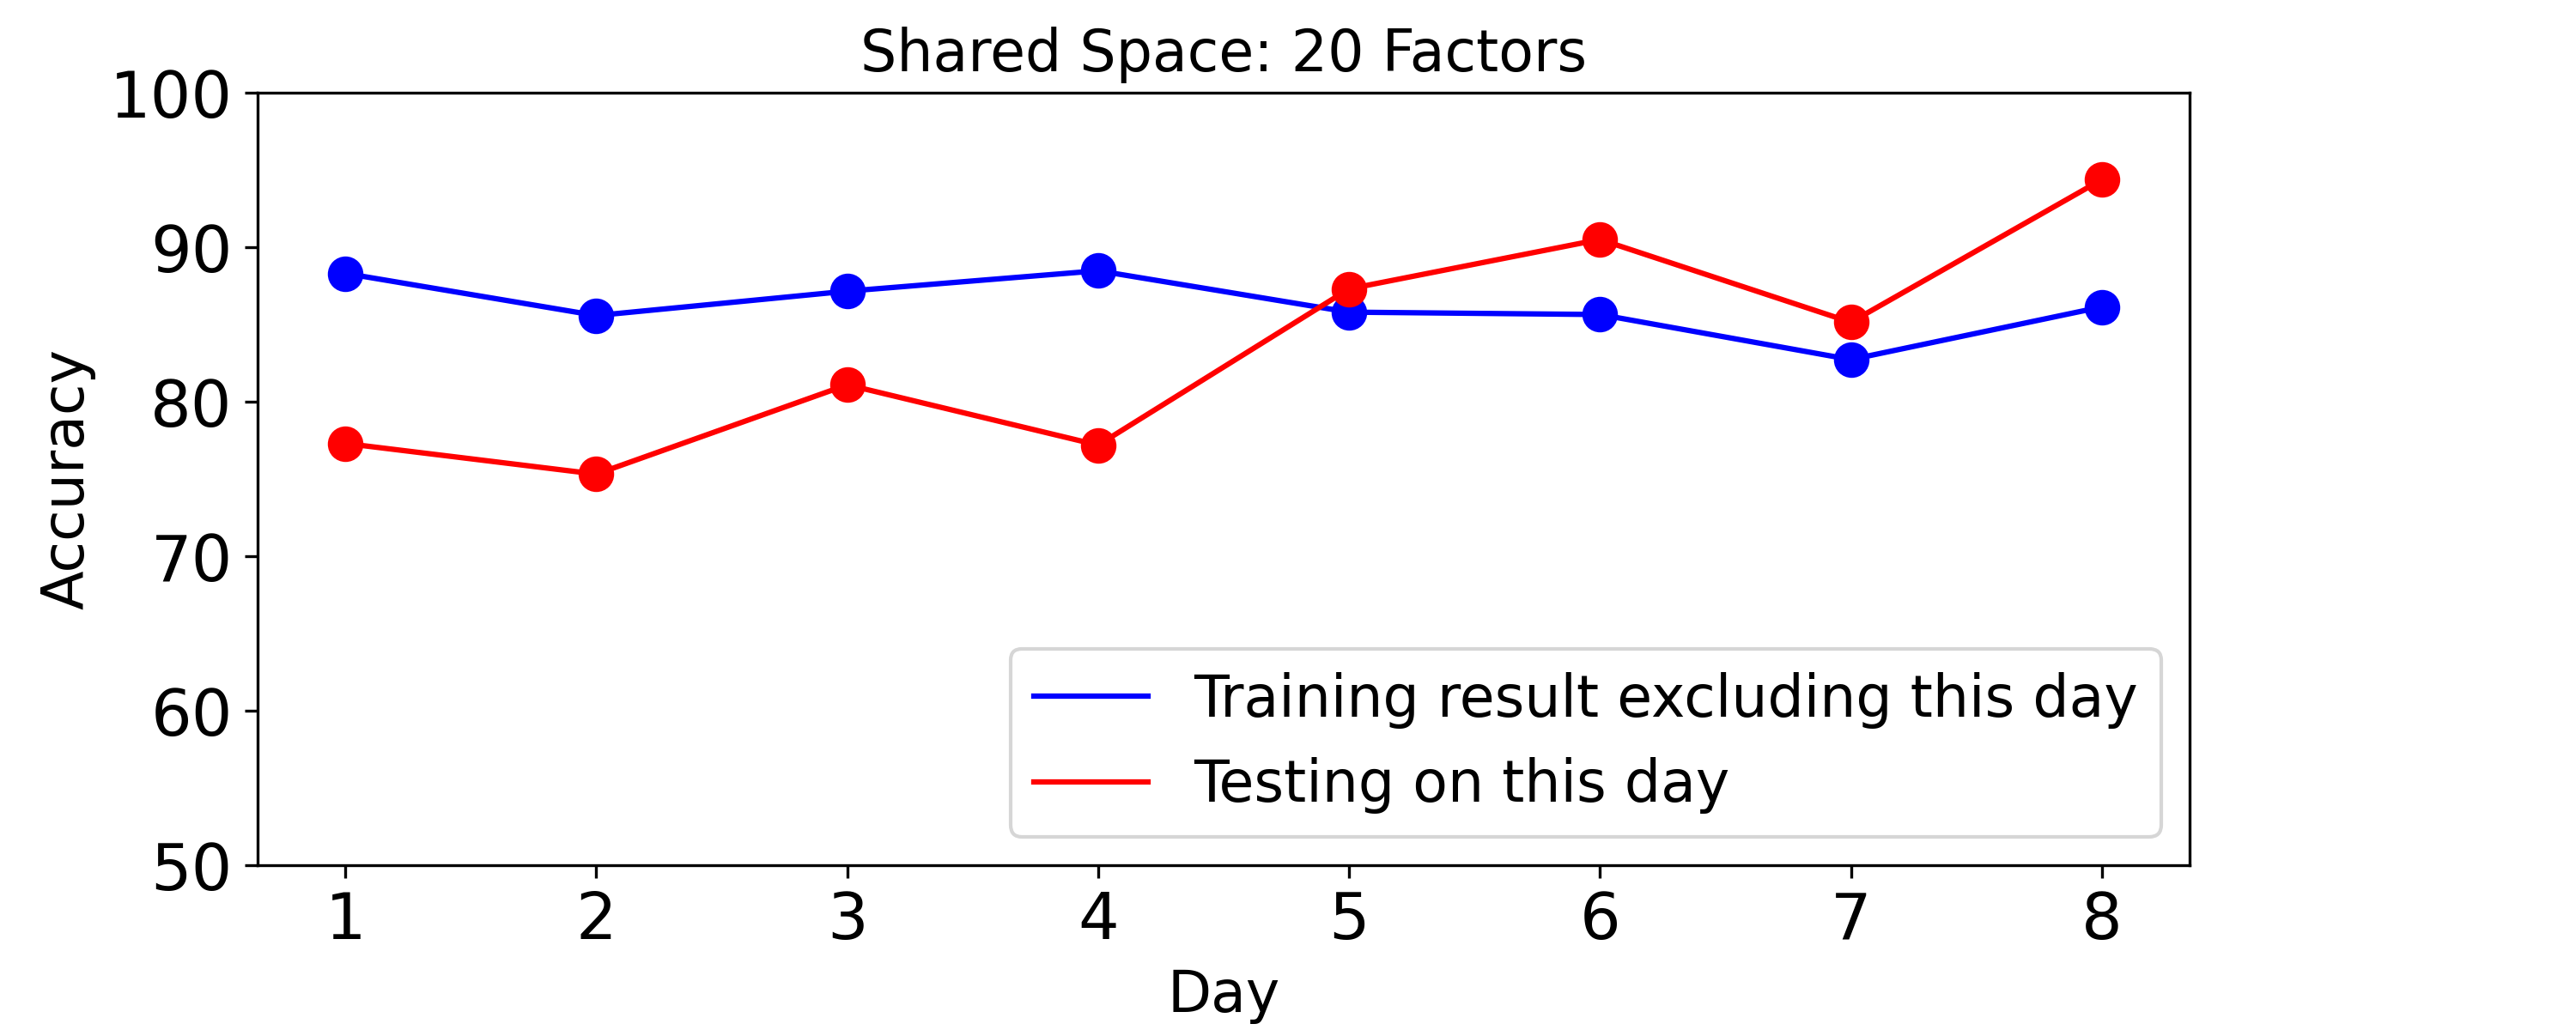 Shared Space: 20 Factors
100
90
80
70
60
50
Accuracy
Training result excluding this day
Testing on this day
1 2 3 4 5 6 7 8
Day